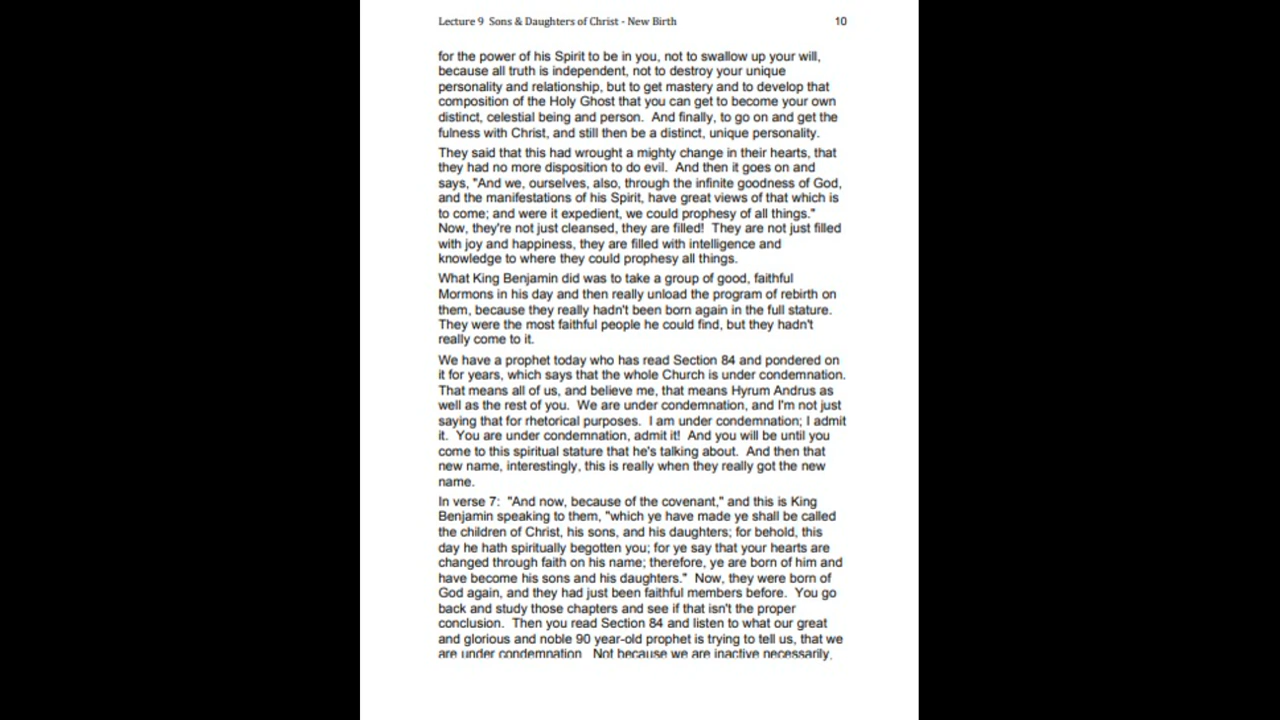 Lecture 9 Sons & Daughters of Christ - New Birth 10
for the power of his Spirit to be in you, not to swallow up your will,
because all truth is independent, not to destroy your unique
personality and relationship, but to get mastery and to develop that
composition of the Holy Ghost that you can get to become your own
distinct, celestial being and person.  And finally, to go on and get the
fulness with Christ, and still then be a distinct, unique personality.
They said that this had wrought a mighty change in their hearts, that
they had no more disposition to do evil.  And then it goes on and
says, "And we, ourselves, also, through the infinite goodness of God,
and the manifestations of his Spirit, have great views of that which is
to come; and were it expedient, we could prophesy of all things."
Now, they're not just cleansed, they are filled!  They are not just filled
with joy and happiness, they are filled with intelligence and
knowledge to where they could prophesy all things.
What King Benjamin did was to take a group of good, faithful
Mormons in his day and then really unload the program of rebirth on
them, because they really hadn't been born again in the full stature.
They were the most faithful people he could find, but they hadn't
really come to it.
We have a prophet today who has read Section 84 and pondered on
it for years, which says that the whole Church is under condemnation.
That means all of us, and believe me, that means Hyrum Andrus as
well as the rest of you.  We are under condemnation, and I'm not just
saying that for rhetorical purposes.  I am under condemnation; I admit
it.  You are under condemnation, admit it!  And you will be until you
come to this spiritual stature that he's talking about.  And then that
new name, interestingly, this is really when they really got the new
name.
In verse 7:  "And now, because of the covenant," and this is King
Benjamin speaking to them, "which ye have made ye shall be called
the children of Christ, his sons, and his daughters; for behold, this
day he hath spiritually begotten you; for ye say that your hearts are
changed through faith on his name; therefore, ye are born of him and
have become his sons and his daughters."  Now, they were born of
God again, and they had just been faithful members before.  You go
back and study those chapters and see if that isn't the proper
conclusion.  Then you read Section 84 and listen to what our great
and glorious and noble 90 year-old prophet is trying to tell us, that we
are under condemnation   Not because we are inactive necessarily,